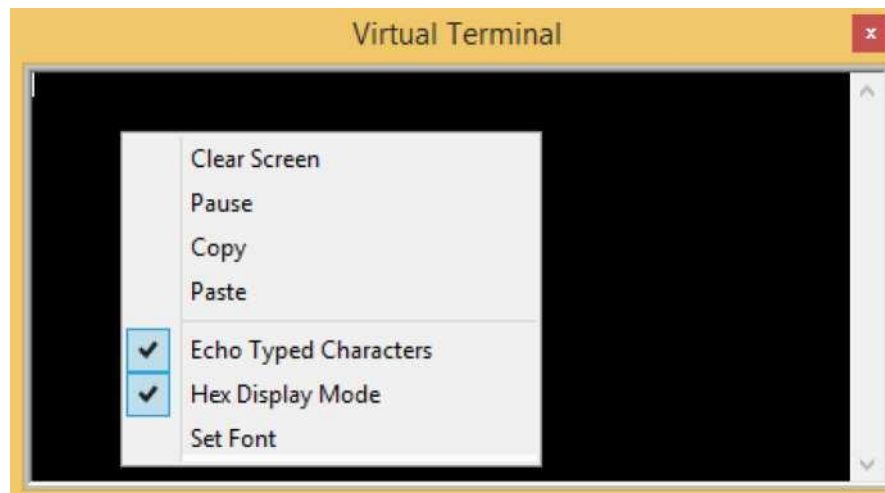 Virtual Terminal
x
Clear Screen
Pause
Copy
Paste
Echo Typed Characters
Hex Display Mode
Set Font